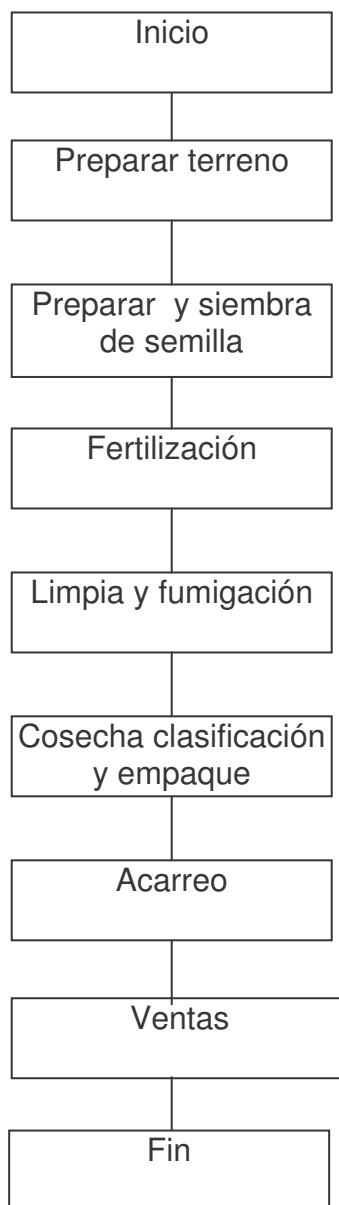 Inicio
Preparar terreno
Preparar y siembra
de semilla
Fertilización
Limpia y fumigación
Cosecha clasificación
y empaque
Acarreo
Ventas
Fin